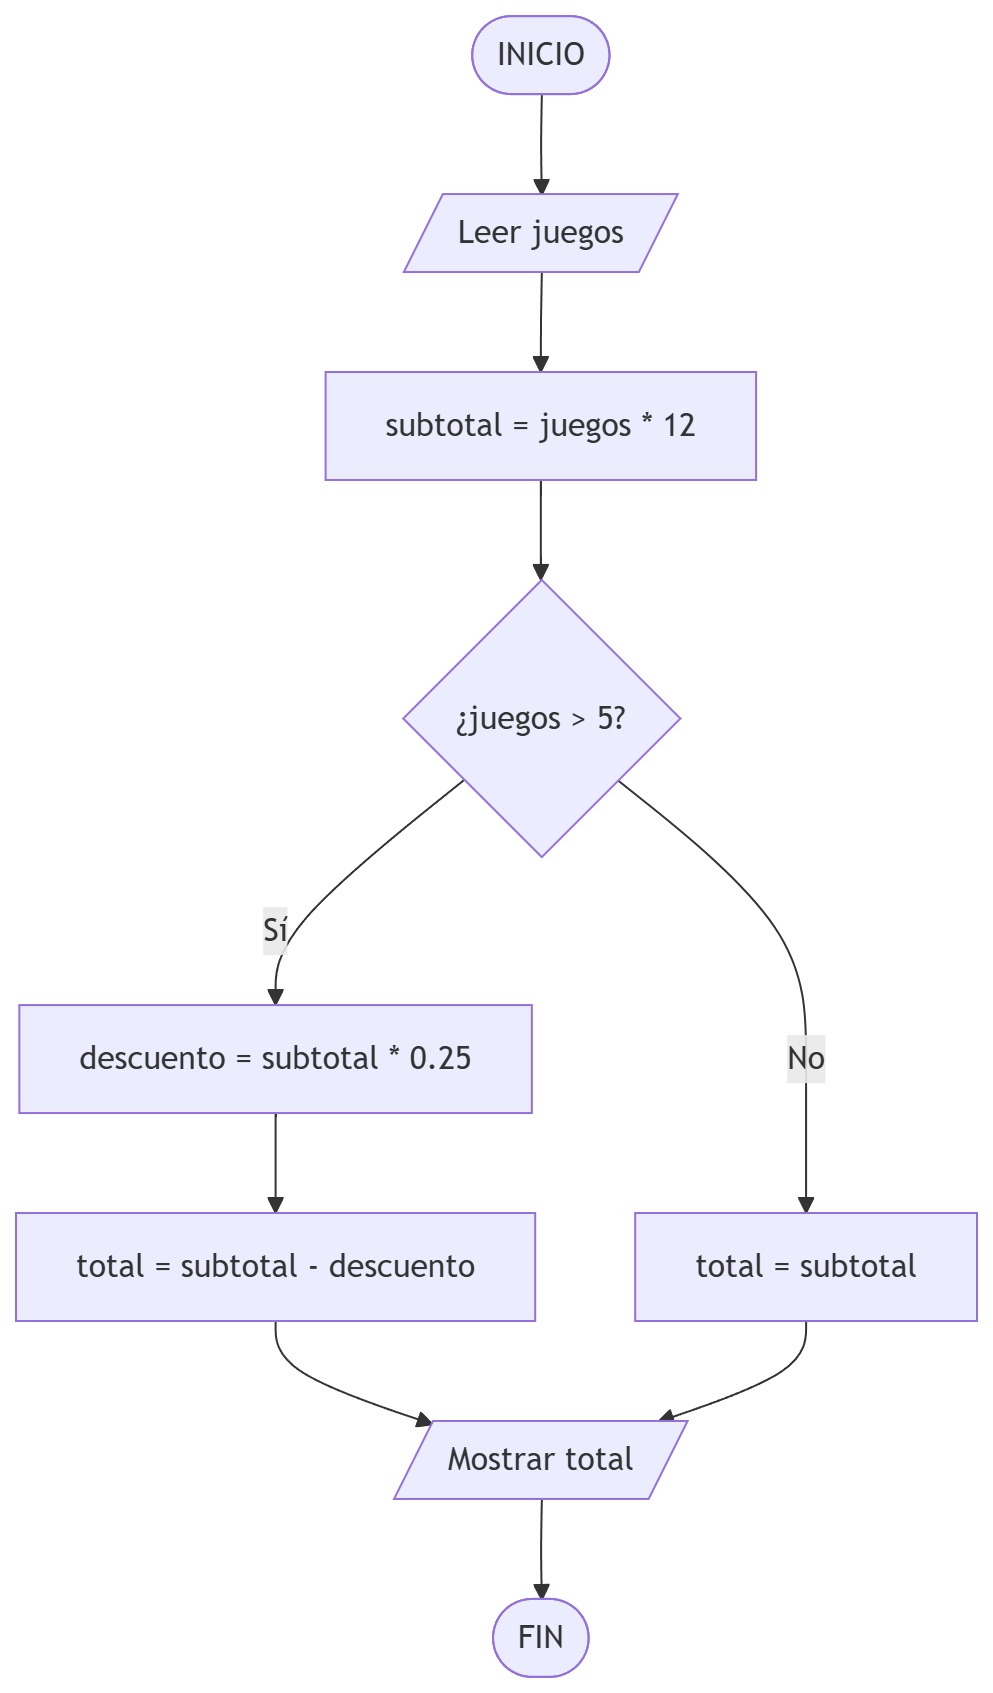 INICIO
Leer juegos
subtotal = juegos * 12
¿juegos > 5?
Sí
descuento = subtotal * 0.25
No
total = subtotal - descuento
total = subtotal
Mostrar total
FIN